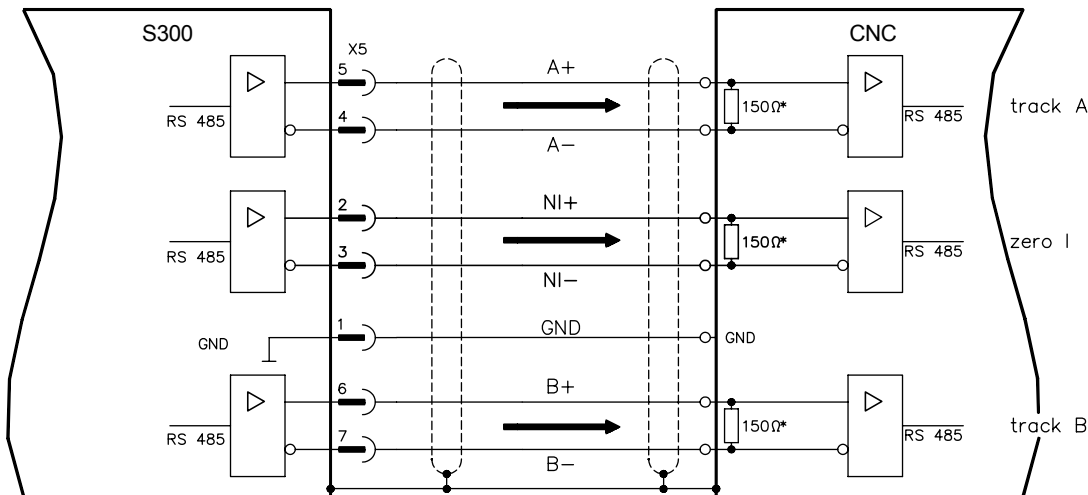 S300
CNC
X5
5
A+
150Ω*
track A
RS 485
RS 485
4
A−
2
NI+
150Ω*
zero I
RS 485
RS 485
3
NI−
1
GND
GND
GND
6
B+
150Ω*
track B
RS 485
RS 485
7
B−